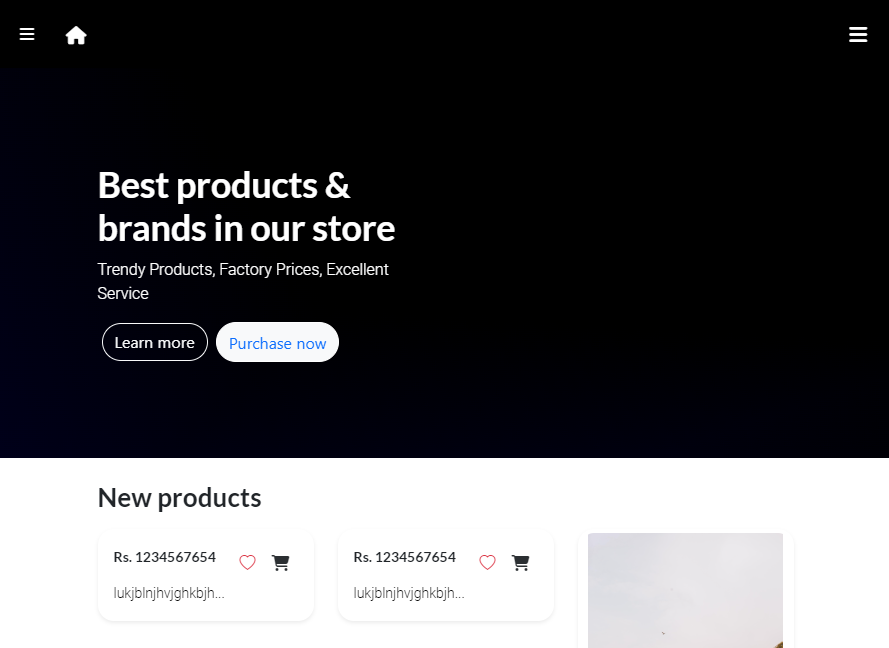 Best products &
brands in our store
Trendy Products, Factory Prices, Excellent
Service
Learn more
Purchase now
New products
Rs. 1234567654
lukjblnjhvjghkbjh...
Rs. 1234567654
lukjblnjhvjghkbjh...